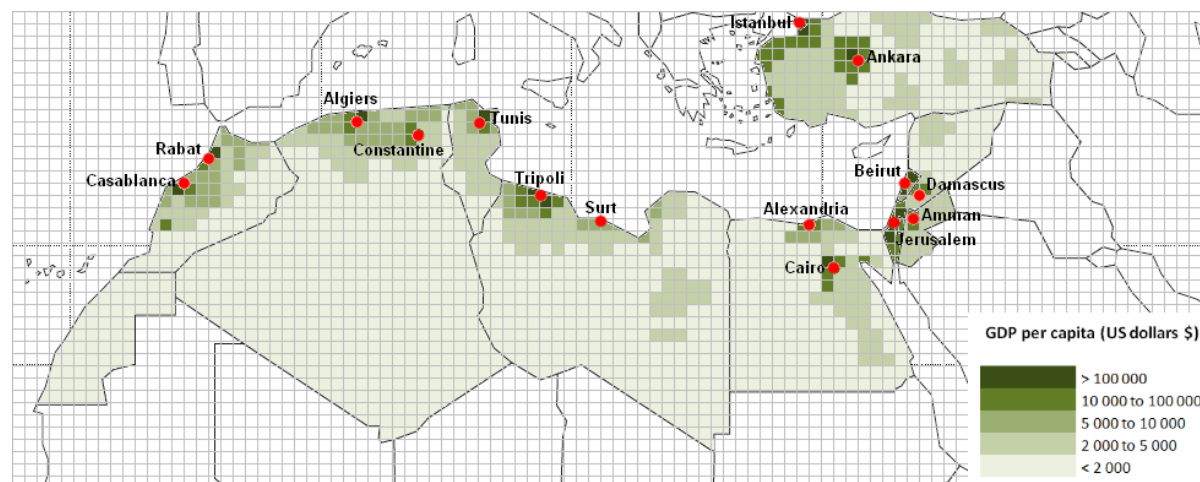 Istanbul
Ankara
Algiers
Tunis
Constantine
Rabat
Casablanca
Tripoli
Surt
Beirut
Damascus
Alexandria
Amman
Jerusalem
Cairo
GDP per capita (US dollars $)
> 100 000
10 000 to 100 000
5 000 to 10 000
2 000 to 5 000
< 2 000